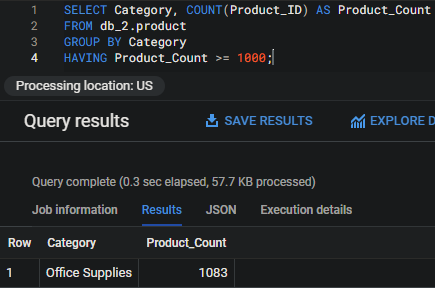 1 SELECT Category, COUNT(Product_ID) AS Product_Count
2 FROM db_2.product
3 GROUP BY Category
4 HAVING Product_Count >= 1000;
Processing location: US
Query results SAVE RESULTS EXPLORE D
Query complete (0.3 sec elapsed, 57.7 KB processed)
Job information Results JSON Execution details
Row Category Product_Count
1 Office Supplies 1083